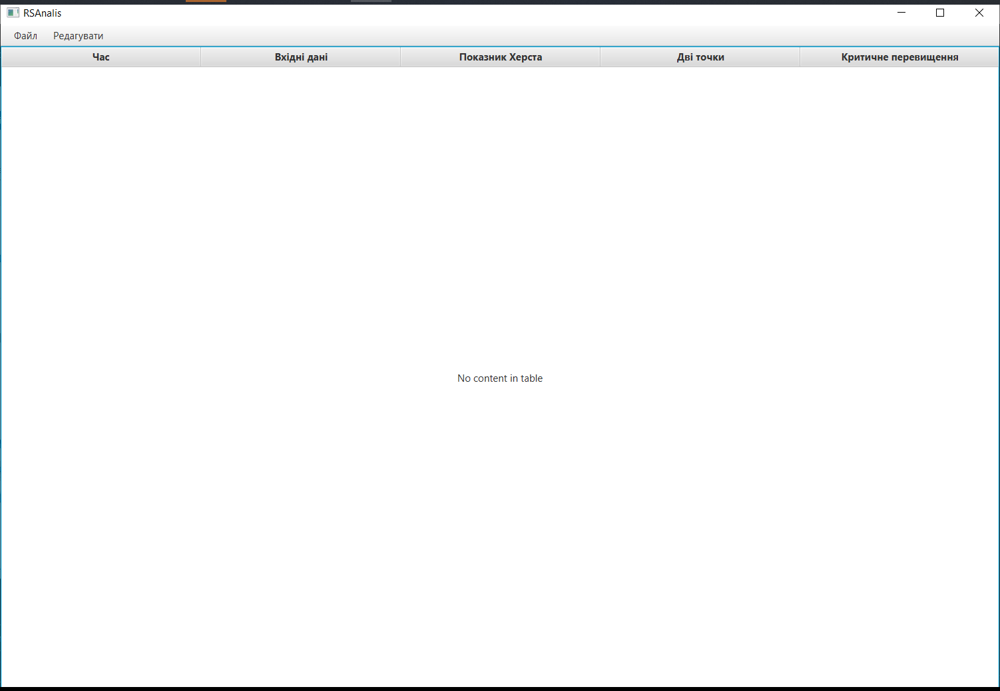 RSAnalis
Файл Редагувати
Час Вхідні дані Показник Херста Дві точки Критичне перевищення
No content in table